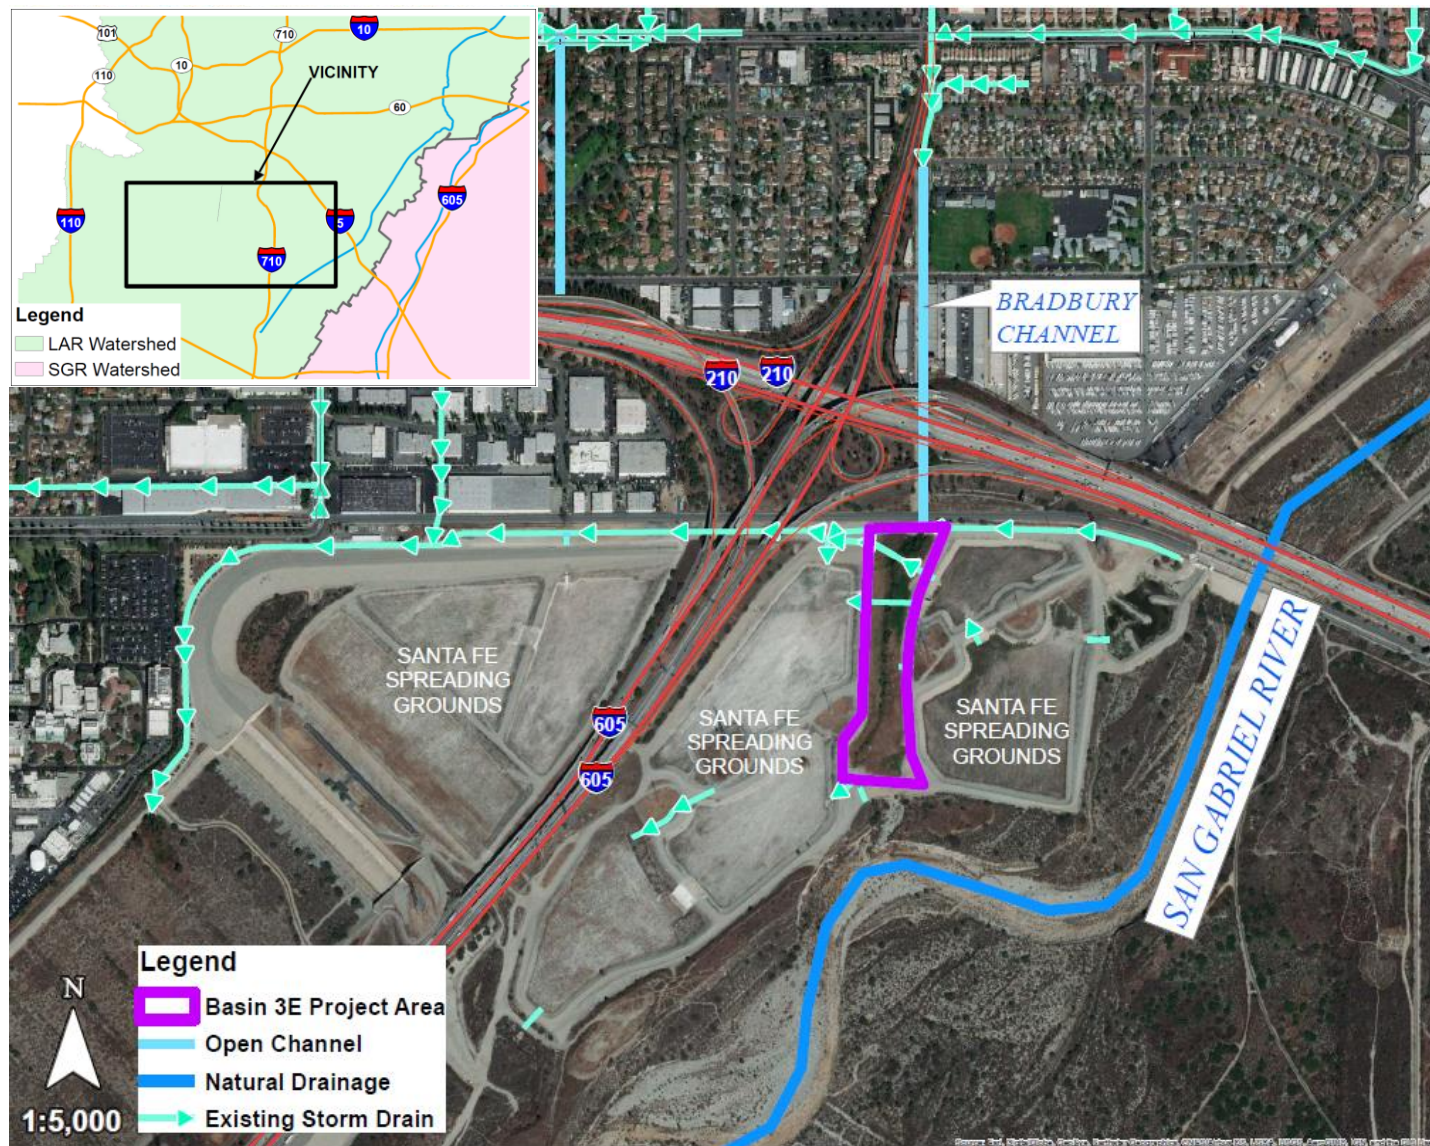 101
10
710
10
110
VICINITY
60
605
110
5
710
Legend
LAR Watershed
SGR Watershed
BRADBURY
CHANNEL
210
210
SANTA FE
SPREADING
GROUNDS
SANTA FE
SPREADING
GROUNDS
SANTA FE
SPREADING
GROUNDS
605
605
SAN GABRIEL RIVER
Legend
Basin 3E Project Area
Open Channel
Natural Drainage
Existing Storm Drain
N
1:5,000